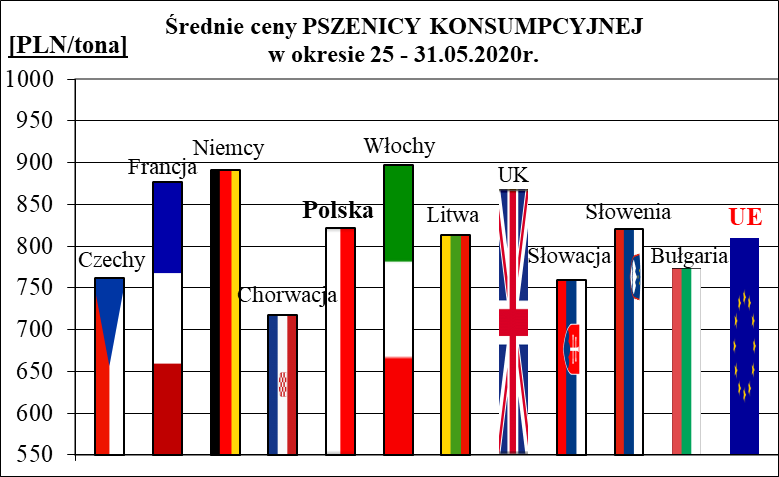 Średnie ceny PSZENICY KONSUMPCYJNEJ
w okresie 25 - 31.05.2020r.
[PLN/tona]
1000
950
900
850
800
750
700
650
600
550
Czechy
Francja
Niemcy
Chorwacja
Polska
Włochy
Litwa
UK
Słowacja
Słowenia
Bułgaria
UE